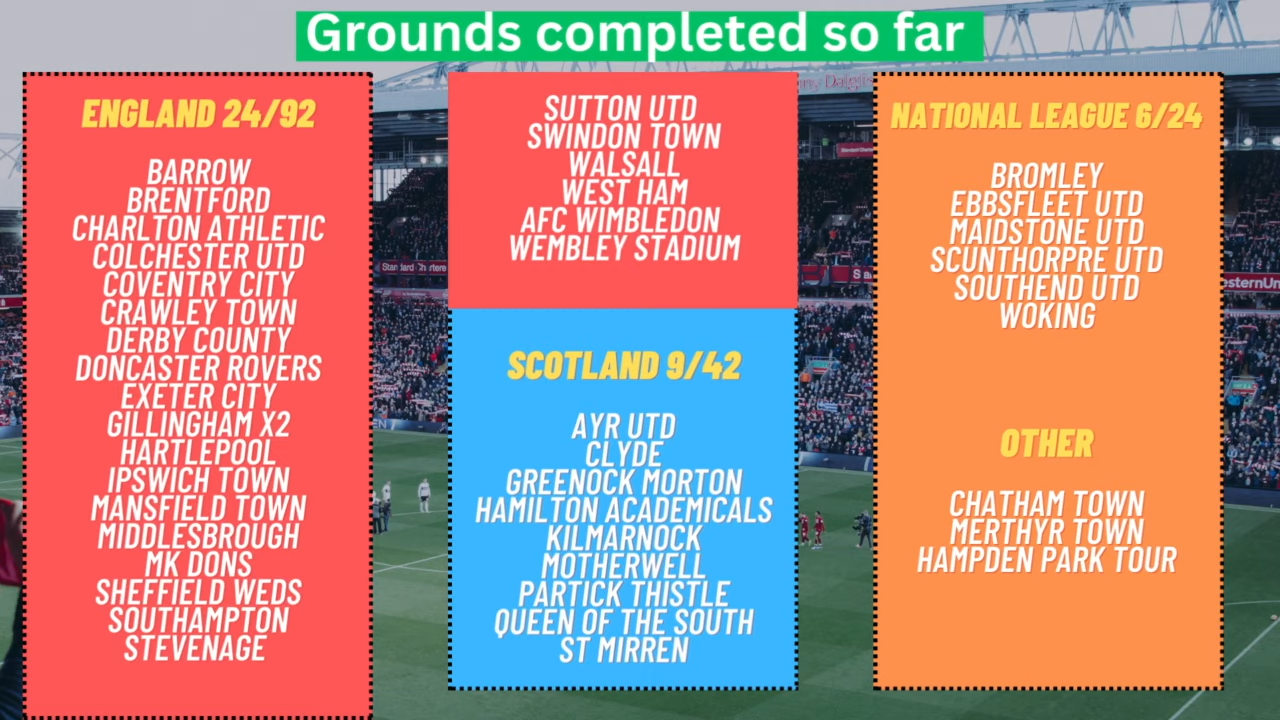 Grounds completed so far
ENGLAND 24/92
BARROW
BRENTFORD
CHARLTON ATHLETIC
COLCHESTER UTD
COVENTRY CITY
CRAWLEY TOWN
DERBY COUNTY
DONCASTER ROVERS
EXETER CITY
GILLINGHAM X2
HARTLEPOOL
IPSWICH TOWN
MANSFIELD TOWN
MIDDLESBROUGH
MK DONS
SHEFFIELD WEDS
SOUTHAMPTON
STEVENAGE
SUTTON UTD
SWINDON TOWN
WALSALL
WEST HAM
AFC WIMBLEDON
WEMBLEY STADIUM
SCOTLAND 9/42
AYR UTD
CLYDE
GREENOCK MORTON
HAMILTON ACADEMICALS
KILMARNOCK
MOTHERWELL
PARTICK THISTLE
QUEEN OF THE SOUTH
ST MIRREN
NATIONAL LEAGUE 6/24
BROMLEY
EBBSFLEET UTD
MAIDSTONE UTD
SCUNTHORPRE UTD
SOUTHEND UTD
WOKING
OTHER
CHATHAM TOWN
MERTHYR TOWN
HAMPDEN PARK TOUR